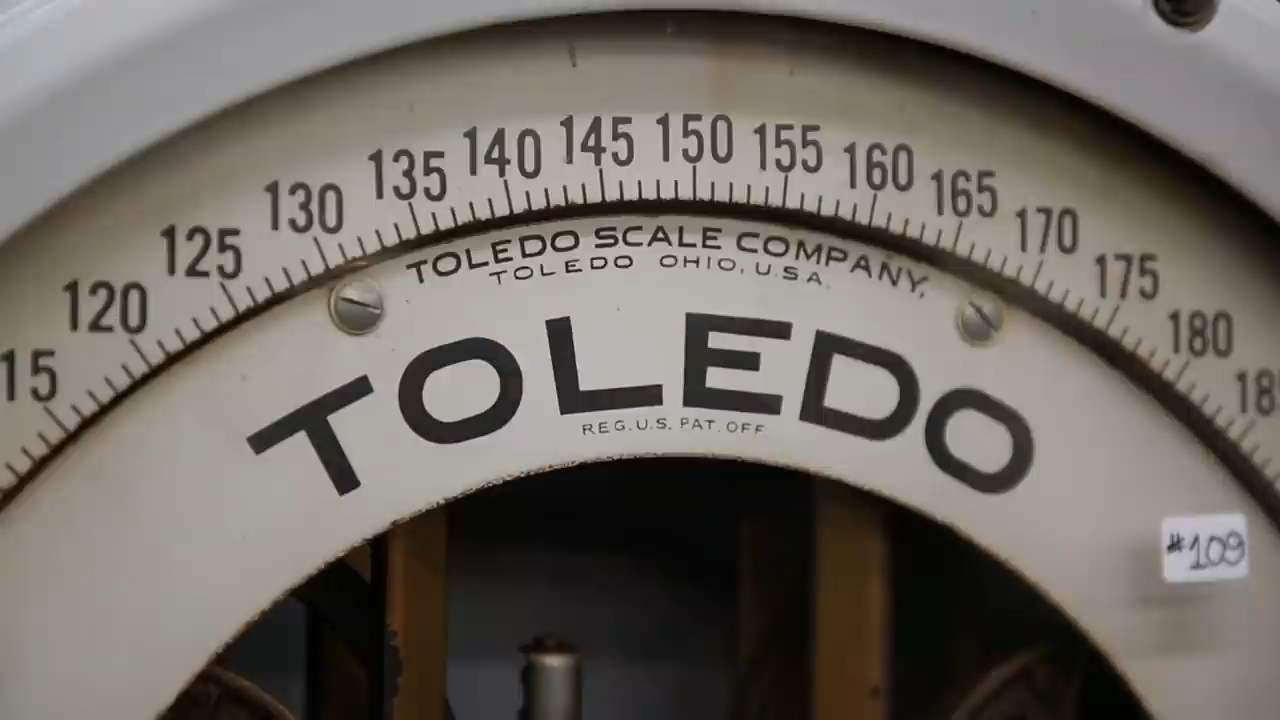 115 120 125 130 135 140 145 150 155 160 165 170 175 180
TOLEDO SCALE COMPANY.
TOLEDO OHIO, U.S.A.
TOLEDO
REG. U.S. PAT. OFF
#109